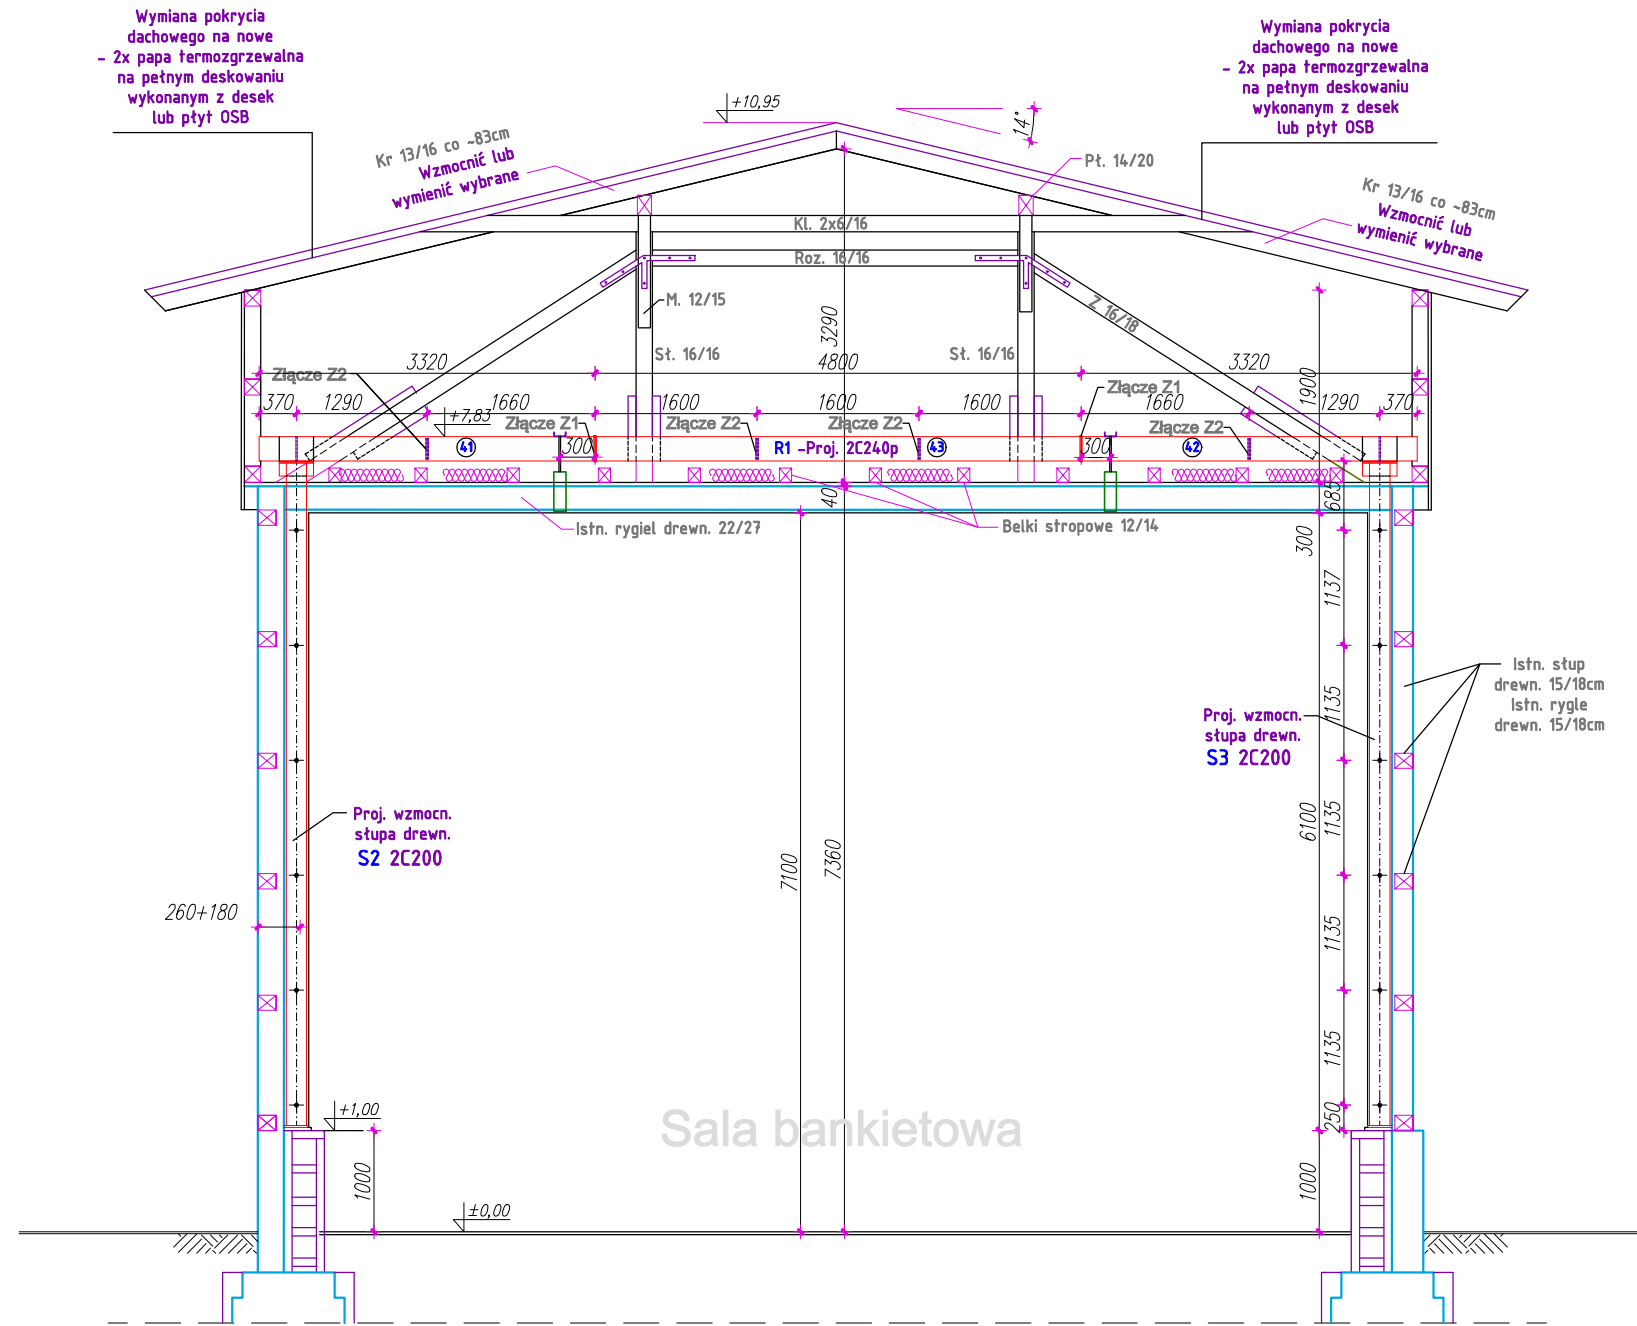 Wymiana pokrycia
dachowego na nowe
- 2x papa termozgrzewalna
na pełnym deskowaniu
wykonanym z desek
lub płyt OSB
Wymiana pokrycia
dachowego na nowe
- 2x papa termozgrzewalna
na pełnym deskowaniu
wykonanym z desek
lub płyt OSB
+10,95
14°
Kr 13/16 co ~83cm
Wzmocnić lub
wymienić wybrane
Pł. 14/20
Kr 13/16 co ~83cm
Wzmocnić lub
wymienić wybrane
Kl. 2x6/16
Roz. 16/16
M. 12/15
Z 16/18
3290
Sł. 16/16
Sł. 16/16
3320
4800
3320
1900
Złącze Z2
Złącze Z1
370
1290
1660
1600
1600
1600
1660
1290
370
+7,83
Złącze Z1
Złącze Z2
Złącze Z2
Złącze Z2
41
300
R1 -Proj. 2C240p
43
300
42
685
40
Istn. rygiel drewn. 22/27
Belki stropowe 12/14
300
1137
Istn. słup
drewn. 15/18cm
Istn. rygle
drewn. 15/18cm
1135
Proj. wzmocn.
słupa drewn.
S3 2C200
Proj. wzmocn.
słupa drewn.
S2 2C200
7100
7360
6100
1135
260+180
1135
1135
250
+1,00
Sala bankietowa
1000
1000
±0,00